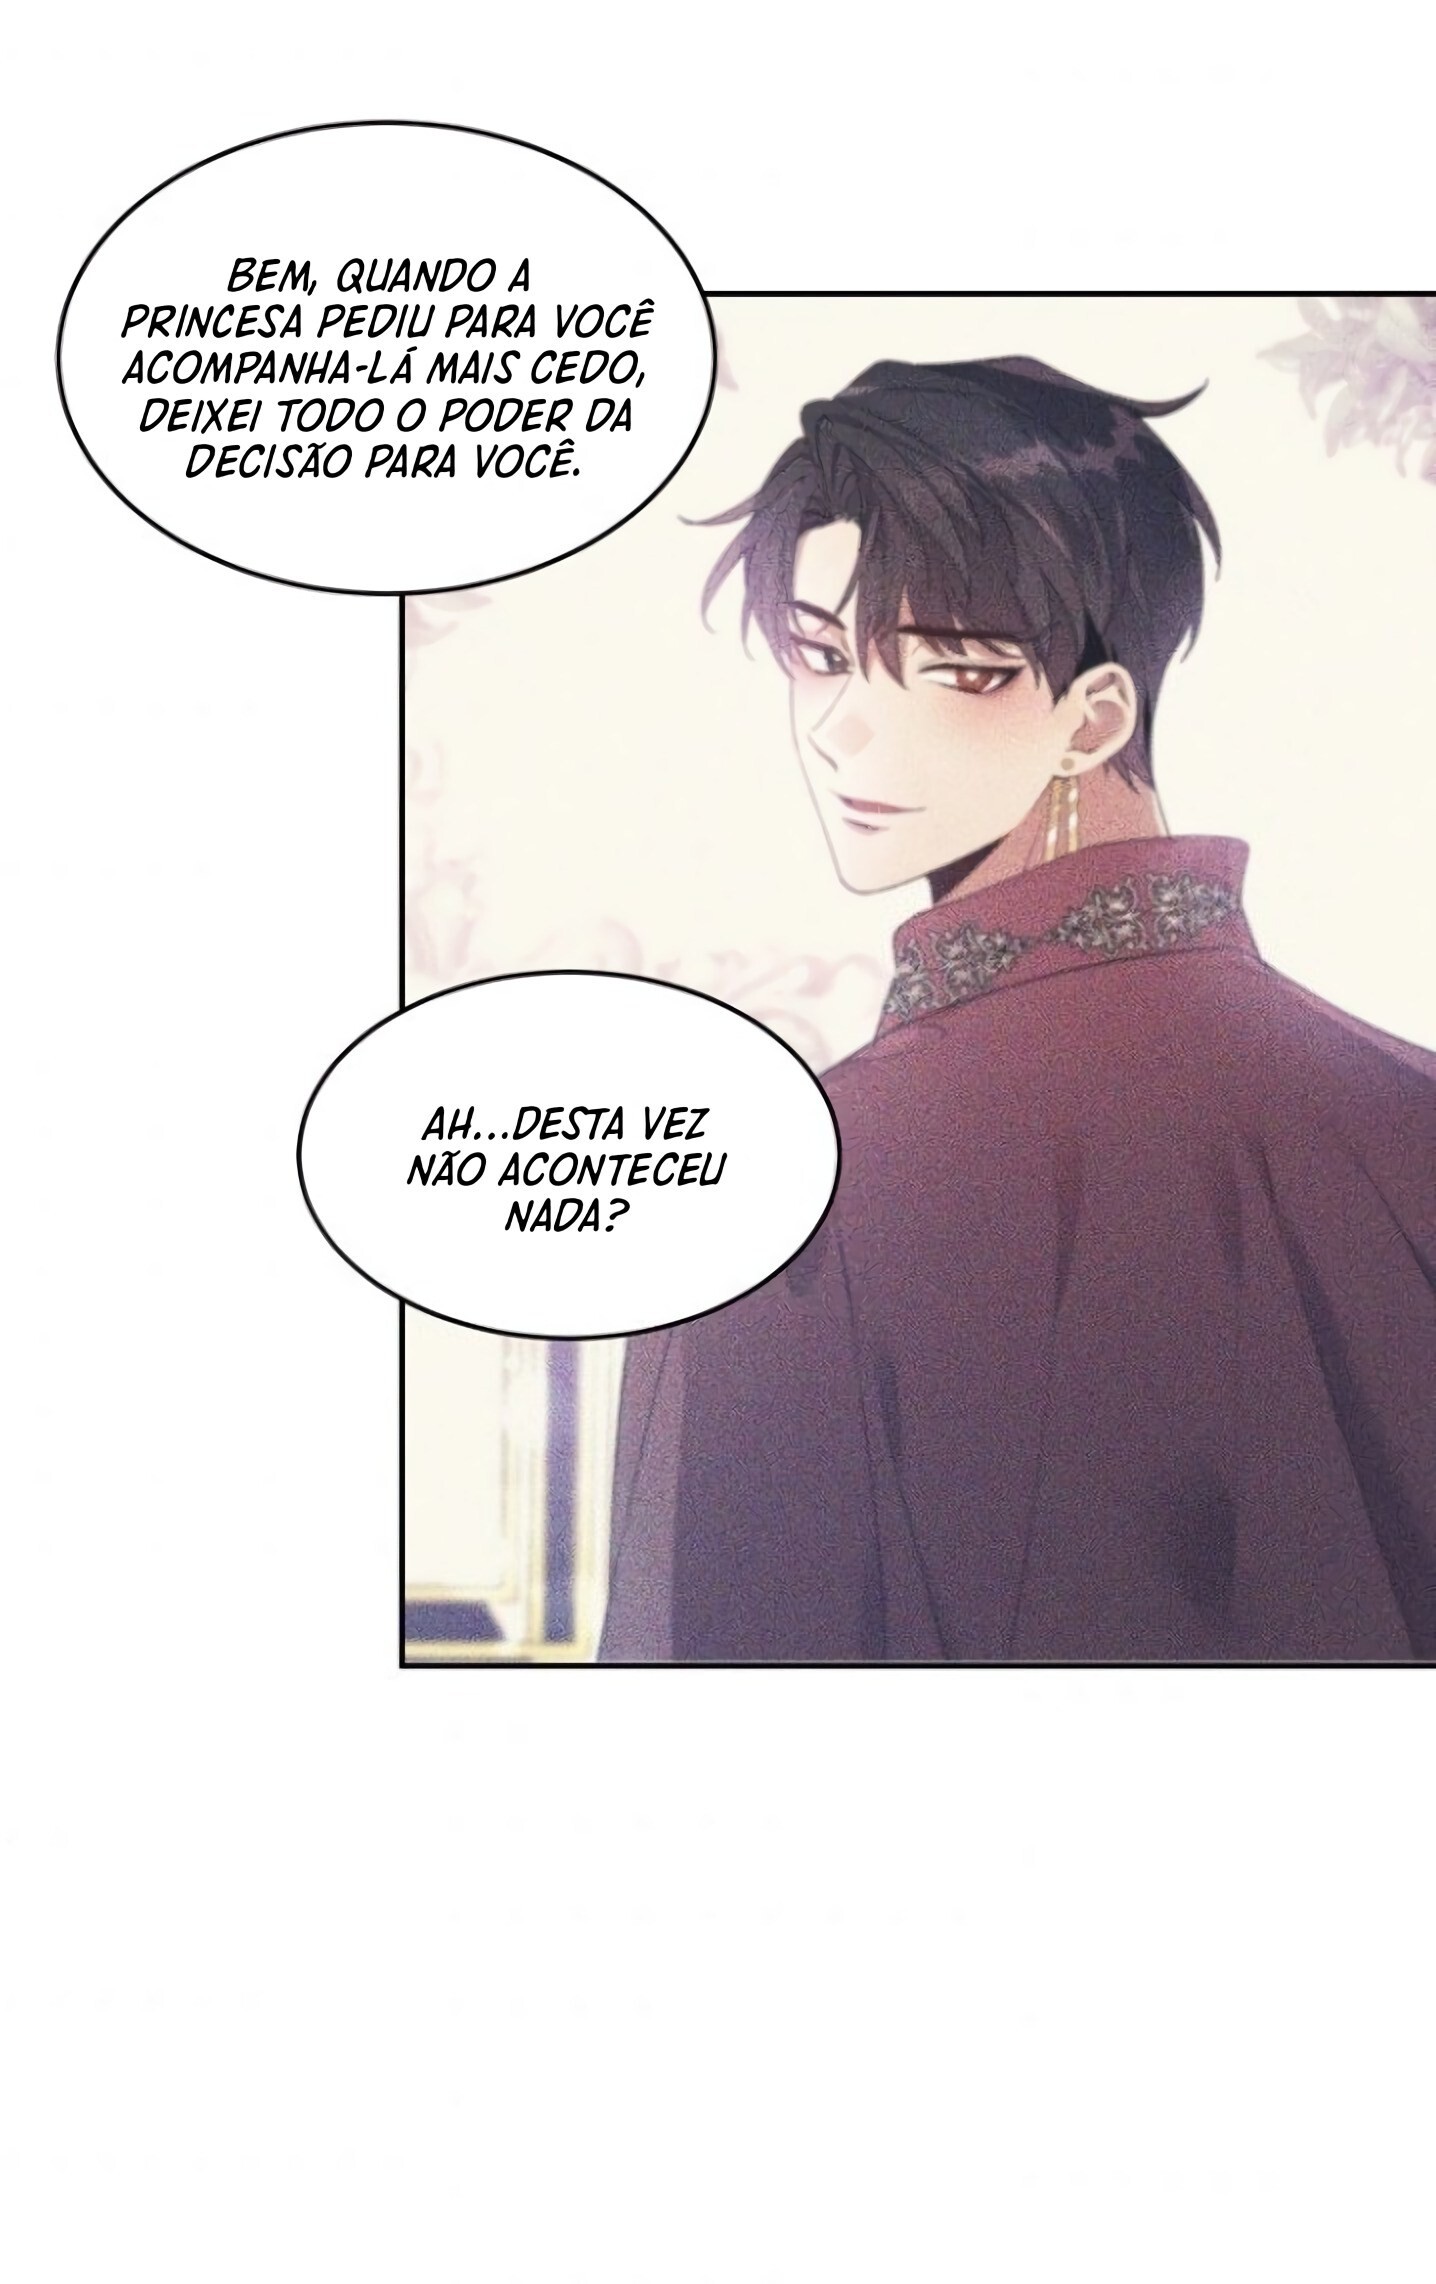 BEM, QUANDO A
PRINCESA PEDIU PARA VOCÊ
ACOMPANHA-LÁ MAIS CEDO,
DEIXEI TODO O PODER DA
DECISÃO PARA VOCÊ.
AH...DESTA VEZ
NÃO ACONTECEU
NADA?